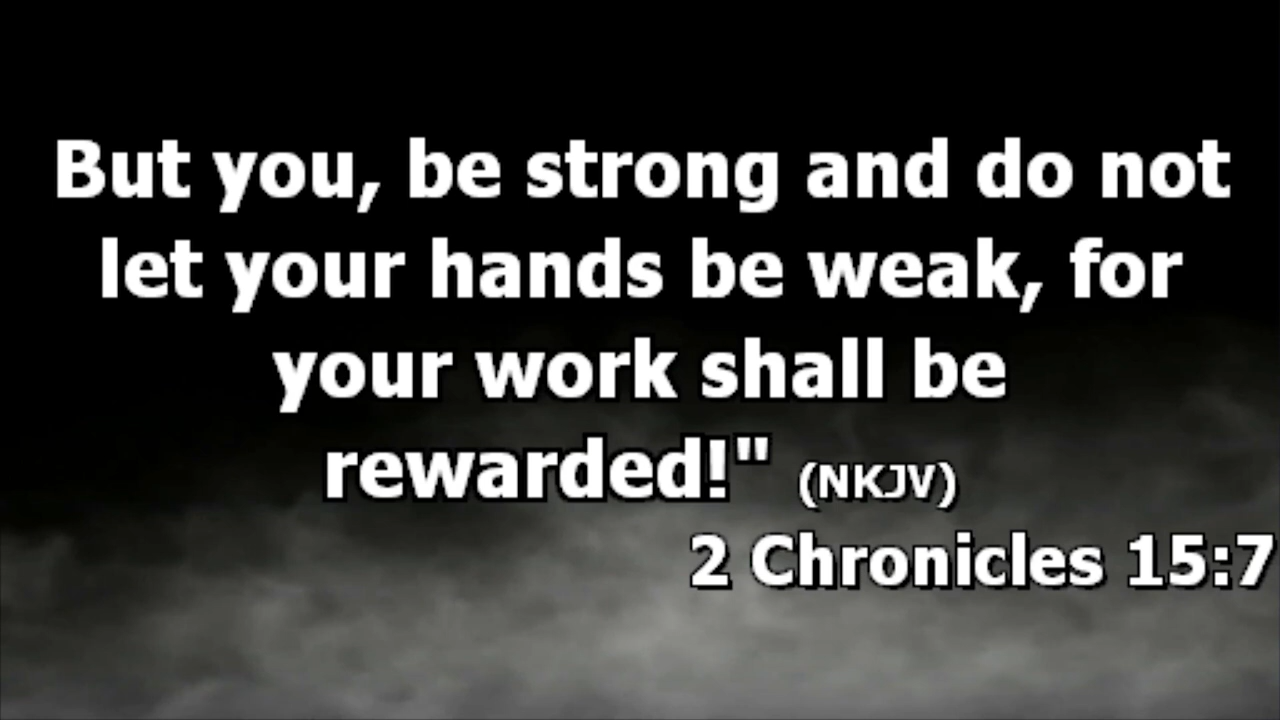 But you, be strong and do not
let your hands be weak, for
your work shall be
rewarded!" (NKJV)
2 Chronicles 15:7